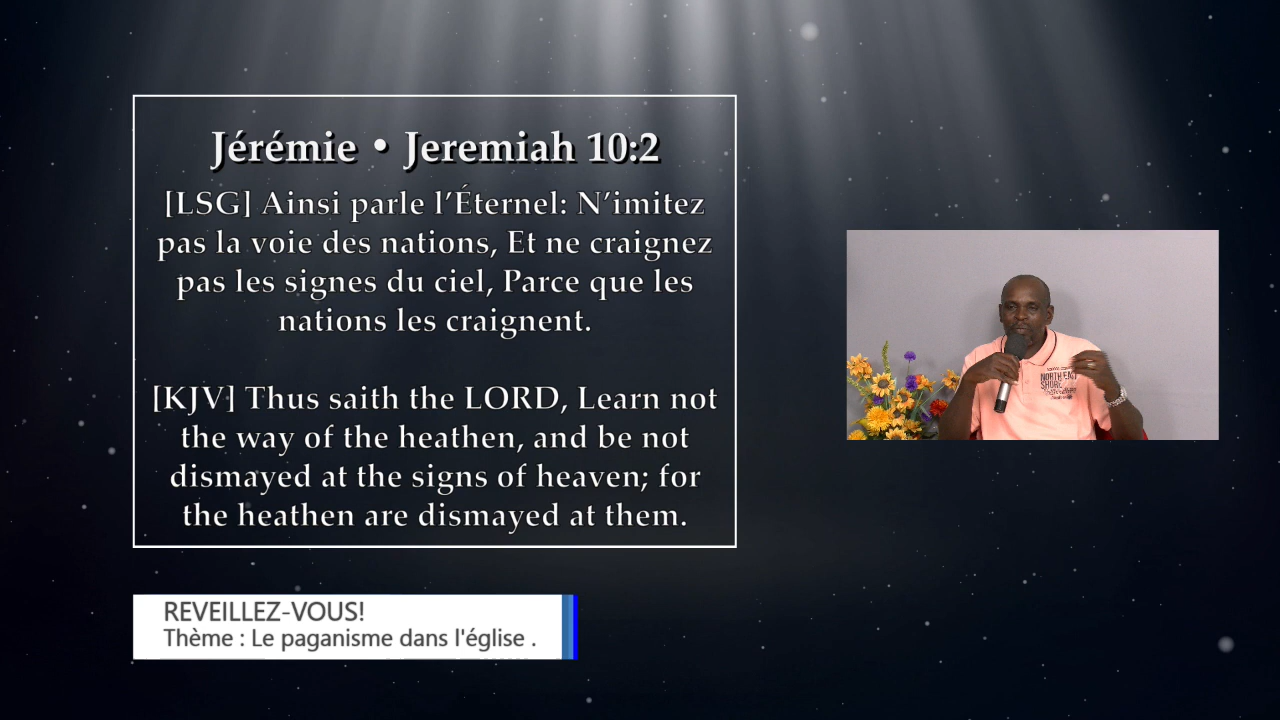 Jérémie • Jeremiah 10:2
[LSG] Ainsi parle l’Éternel: N’imitez
pas la voie des nations, Et ne craignez
pas les signes du ciel, Parce que les
nations les craignent.
[KJV] Thus saith the LORD, Learn not
the way of the heathen, and be not
dismayed at the signs of heaven; for
the heathen are dismayed at them.
NORTH EAST
SHORE
REVEILLEZ-VOUS!
Thème : Le paganisme dans l'église .